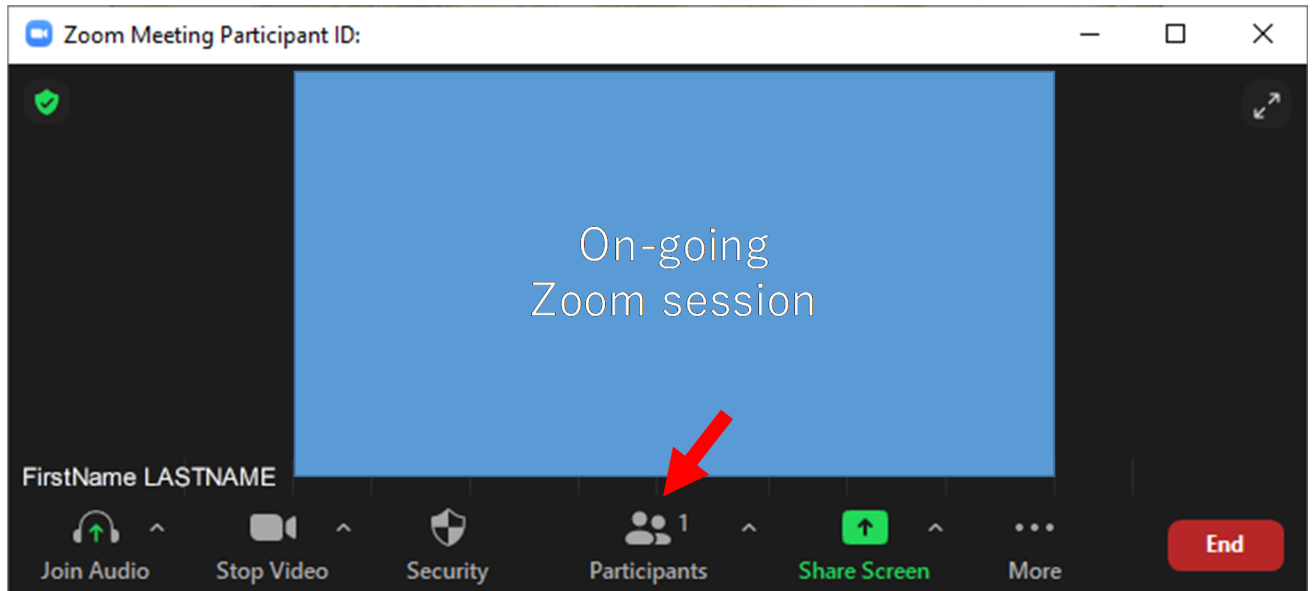 Zoom Meeting Participant ID:
On-going
Zoom session
FirstName LASTNAME
1
Join Audio
Stop Video
Security
Participants
Share Screen
More
End